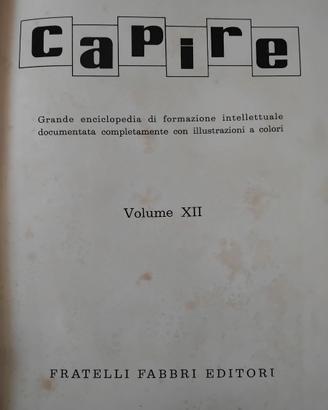 capire
Grande enciclopedia di formazione intellettuale
documentata completamente con illustrazioni a colori
Volume XII
FRATELLI FABBRI EDITORI